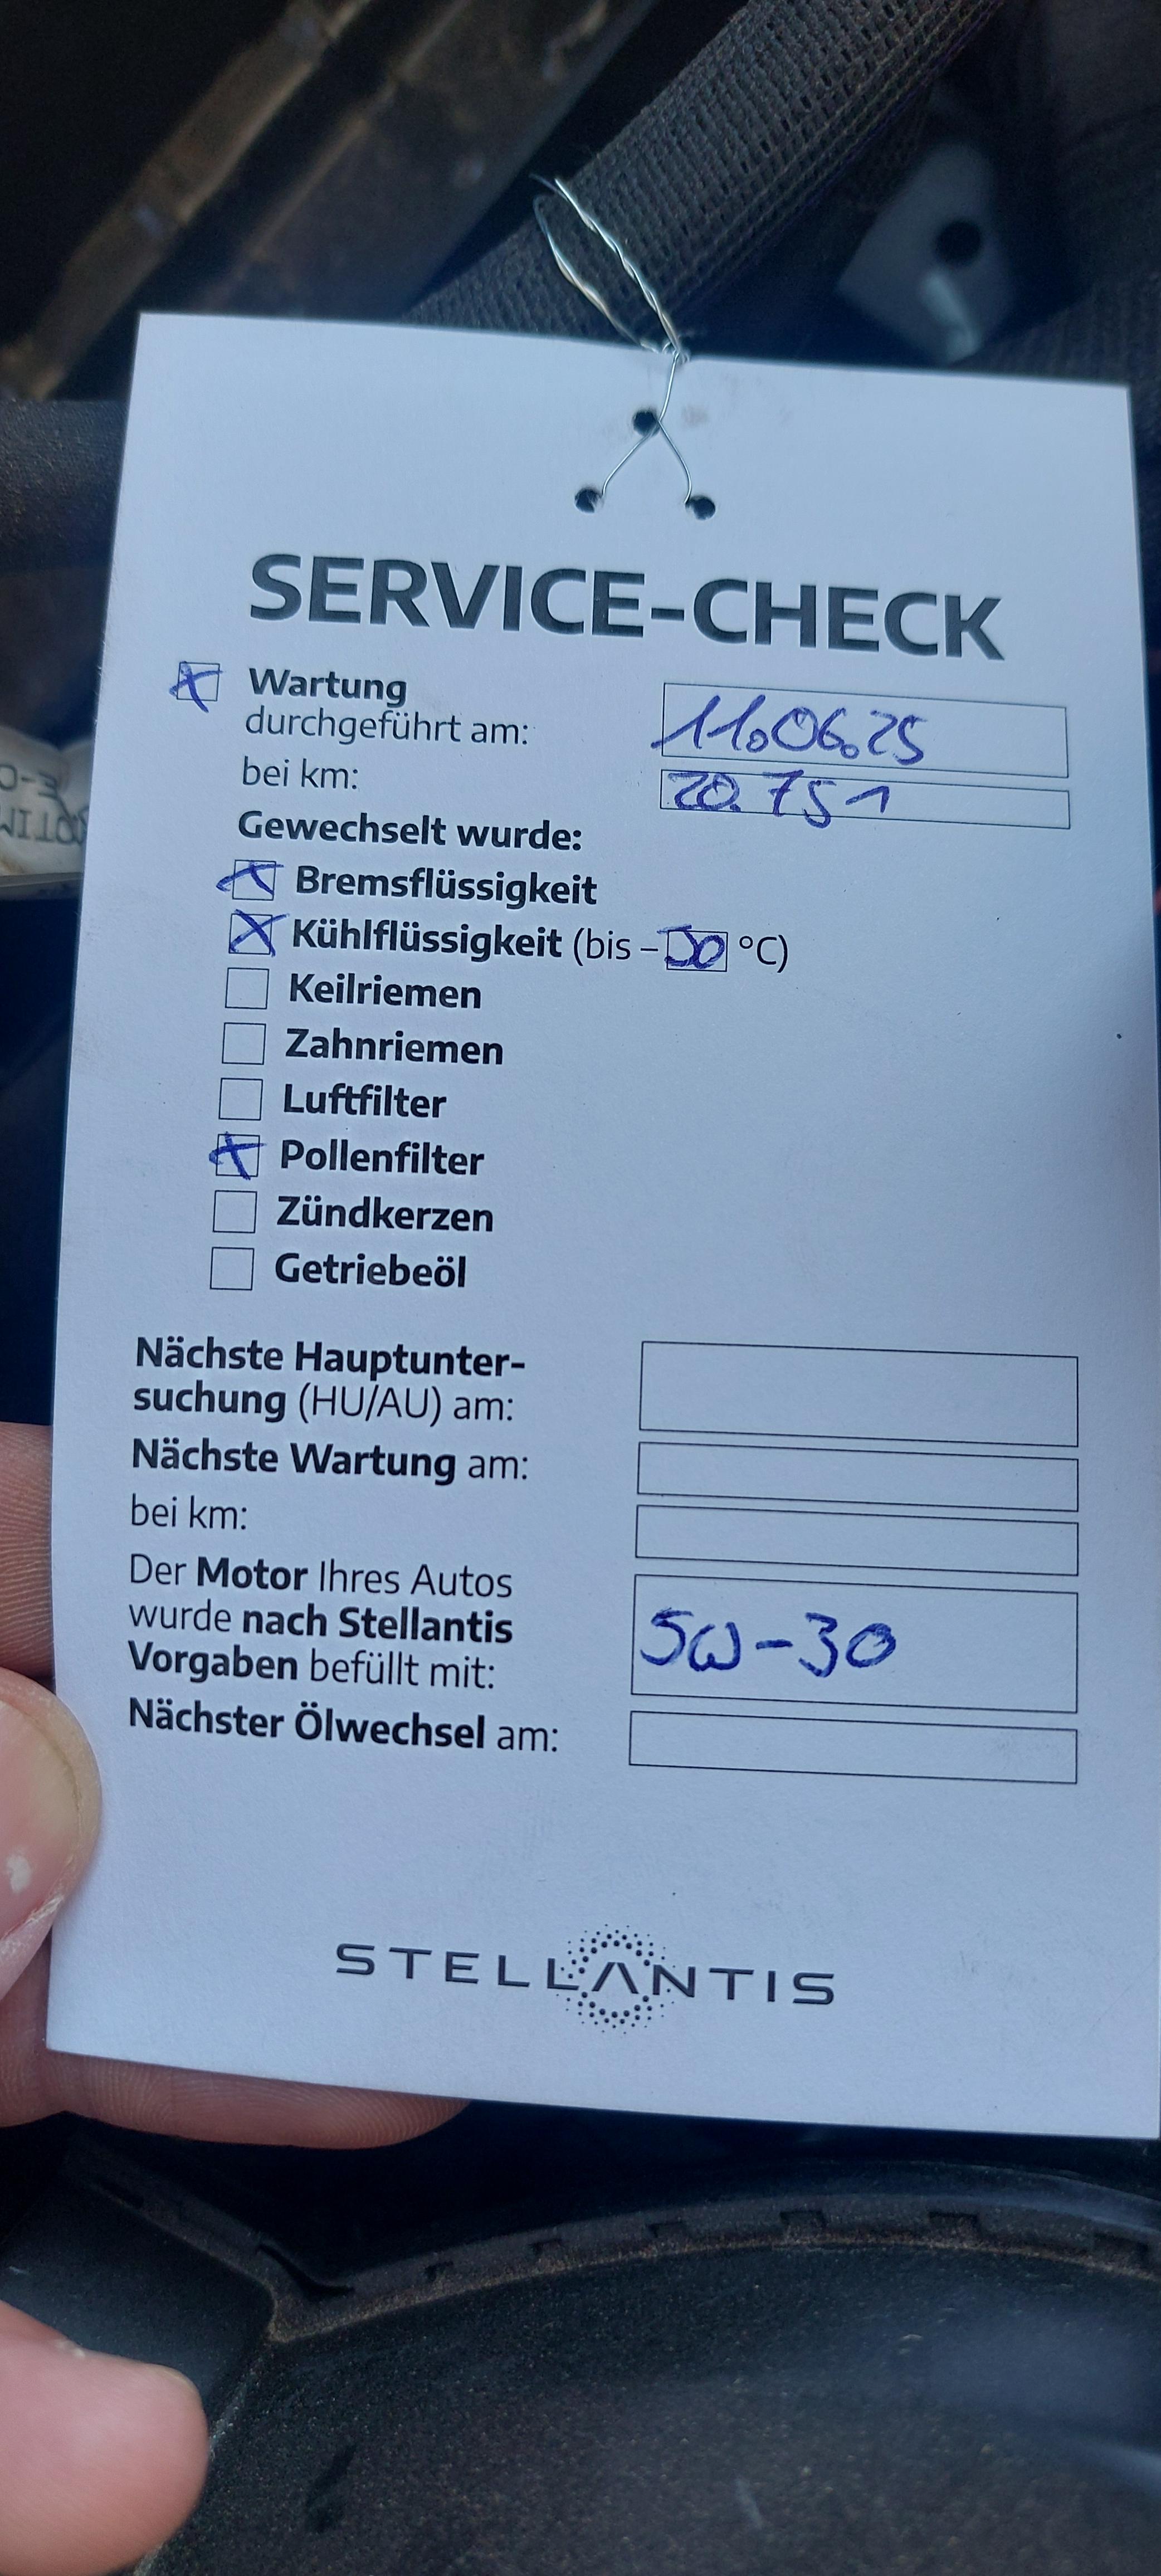 SERVICE-CHECK
Wartung
durchgeführt am: 11.06.25
bei km: 20.751
Gewechselt wurde:
Bremsflüssigkeit
Kühlflüssigkeit (bis –30 °C)
Keilriemen
Zahnriemen
Luftfilter
Pollenfilter
Zündkerzen
Getriebeöl
Nächste Hauptunter-
suchung (HU/AU) am:
Nächste Wartung am:
bei km:
Der Motor Ihres Autos
wurde nach Stellantis
Vorgaben befüllt mit: 5W-30
Nächster Ölwechsel am:
STELLANTIS